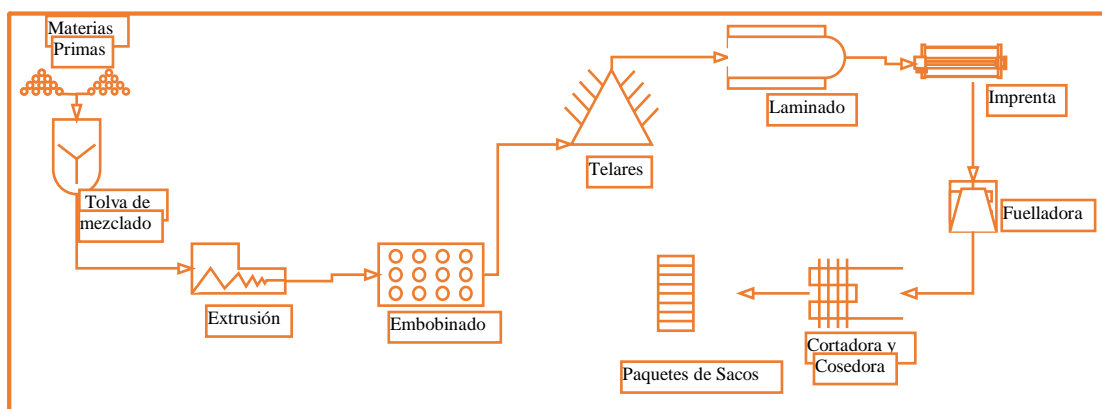 Materias
Primas
Tolva de
mezclado
Extrusión
Embobinado
Telares
Laminado
Imprenta
Fuelladora
Cortadora y
Cosedora
Paquetes de Sacos